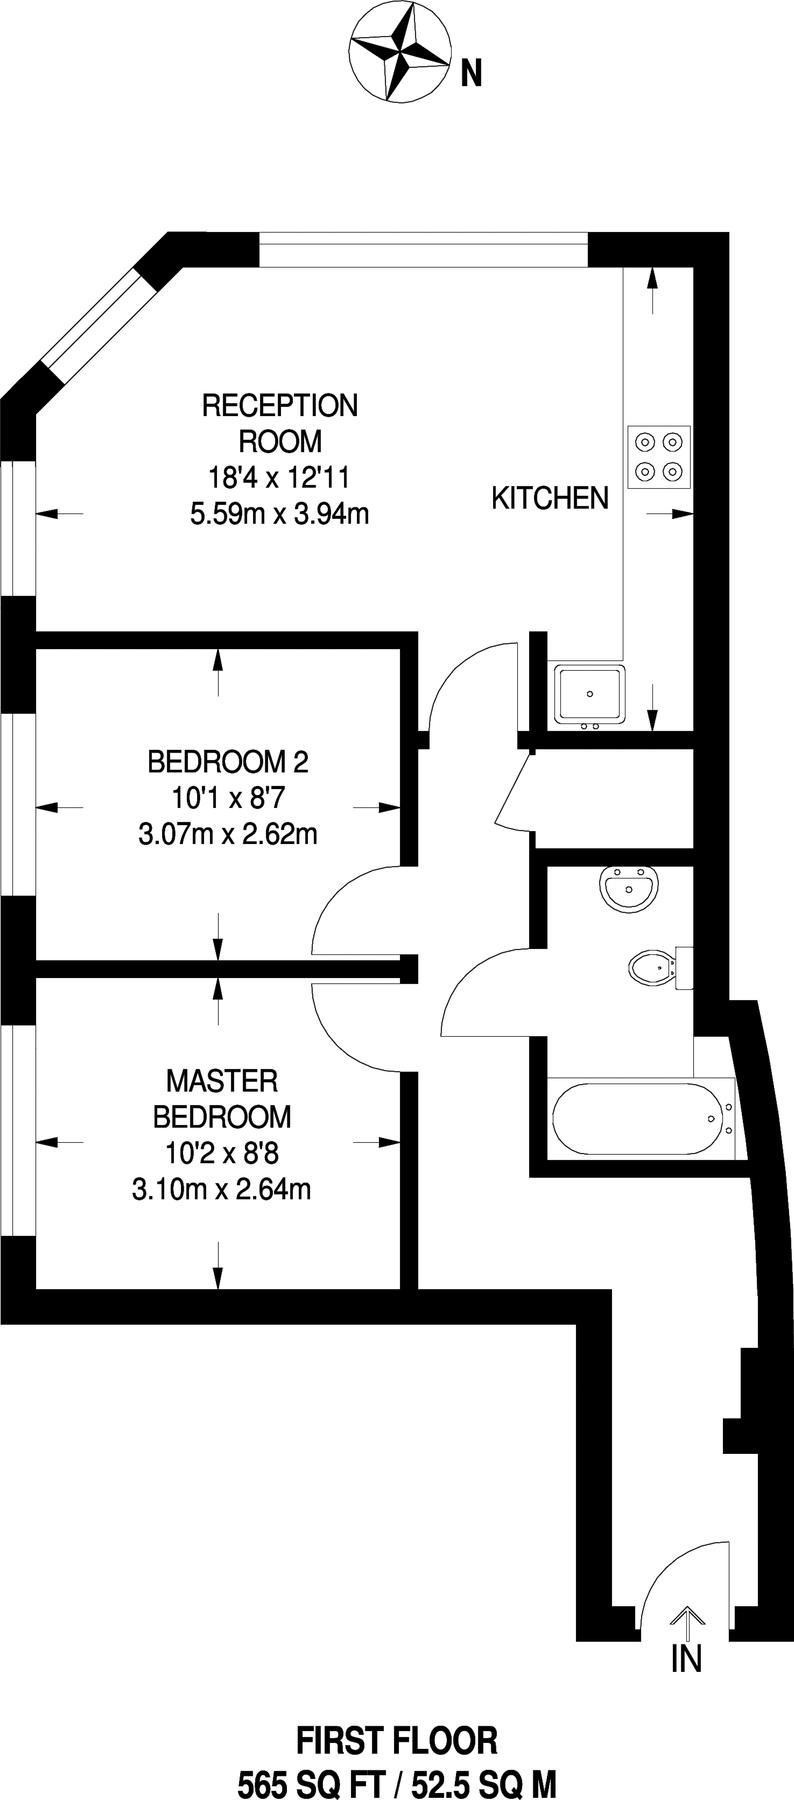 N
RECEPTION
ROOM
18'4 x 12'11
5.59m x 3.94m
KITCHEN
BEDROOM 2
10'1 x 8'7
3.07m x 2.62m
MASTER
BEDROOM
10'2 x 8'8
3.10m x 2.64m
IN
FIRST FLOOR
565 SQ FT / 52.5 SQ M